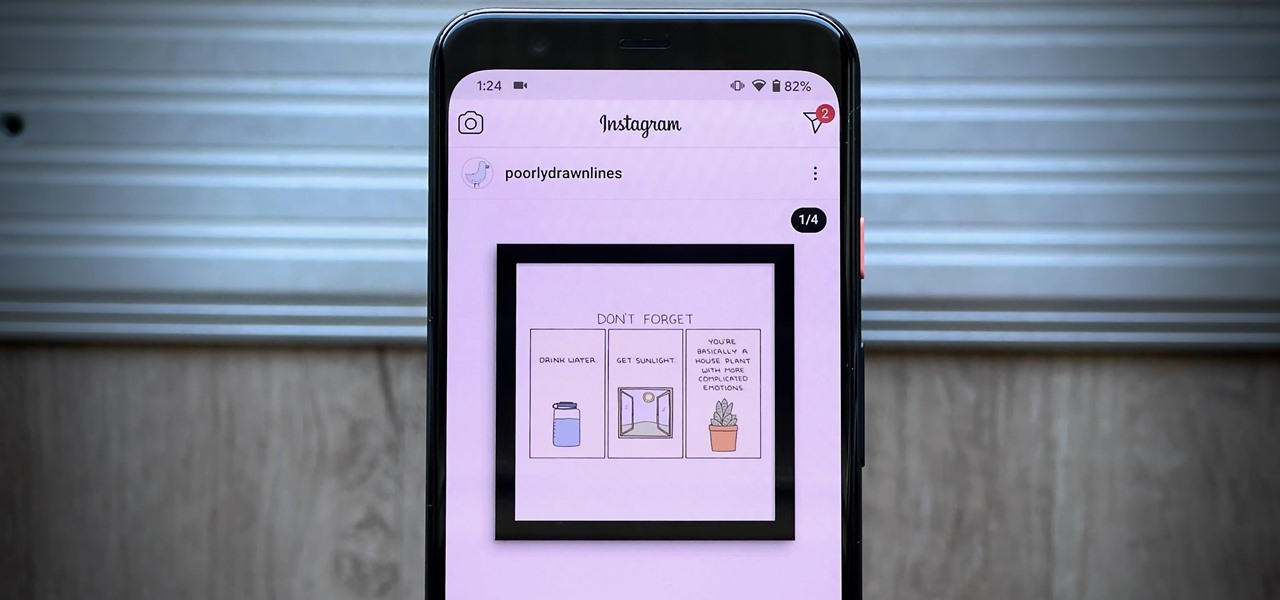 1:24 82%
Instagram
2
poorlydrawnlines
1/4
DON'T FORGET
DRINK WATER.
GET SUNLIGHT.
YOU'RE
BASICALLY A
HOUSE PLANT
WITH MORE
COMPLICATED
EMOTIONS.